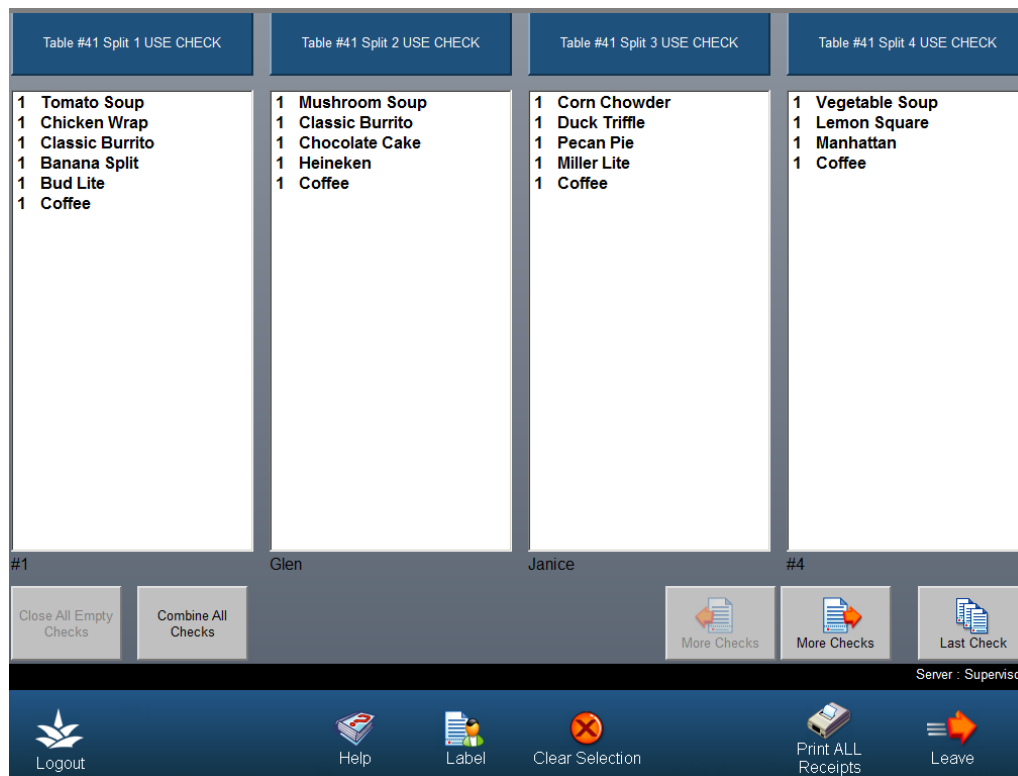 Table #41 Split 1 USE CHECK
Table #41 Split 2 USE CHECK
Table #41 Split 3 USE CHECK
Table #41 Split 4 USE CHECK
1 Tomato Soup
1 Chicken Wrap
1 Classic Burrito
1 Banana Split
1 Bud Lite
1 Coffee
1 Mushroom Soup
1 Classic Burrito
1 Chocolate Cake
1 Heineken
1 Coffee
1 Corn Chowder
1 Duck Triffle
1 Pecan Pie
1 Miller Lite
1 Coffee
1 Vegetable Soup
1 Lemon Square
1 Manhattan
1 Coffee
#1
Glen
Janice
#4
Close All Empty
Checks
Combine All
Checks
More Checks
More Checks
Last Check
Server : Superviso
Logout
Help
Label
Clear Selection
Print ALL
Receipts
Leave